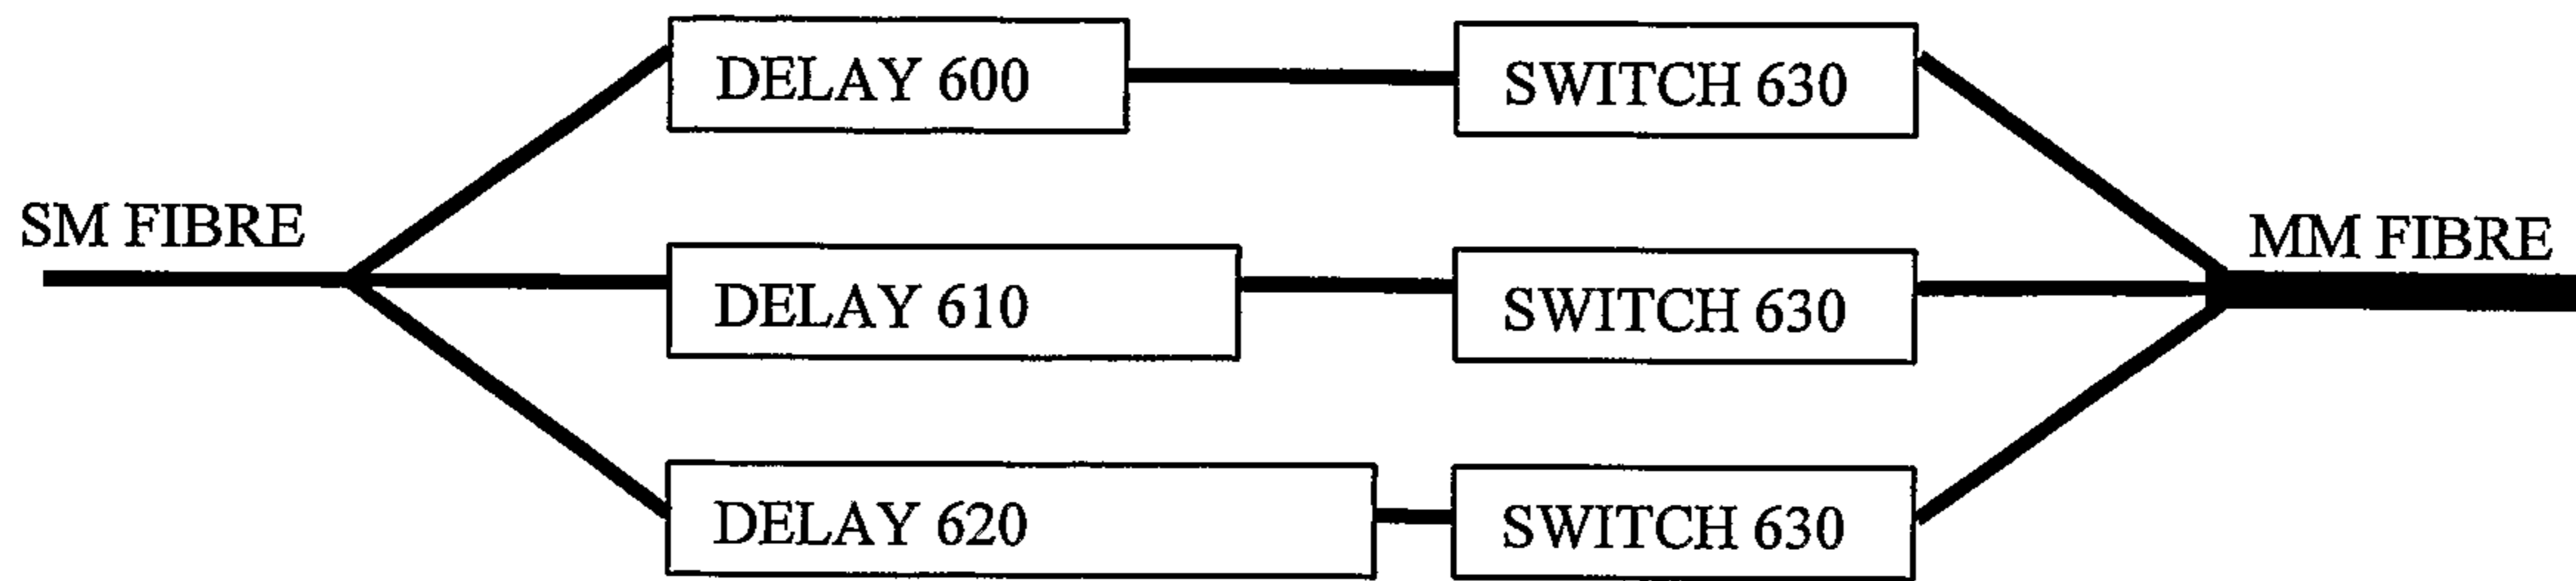 DELAY 600
SWITCH 630
SM FIBRE
MM FIBRE
DELAY 610
SWITCH 630
DELAY 620
SWITCH 630